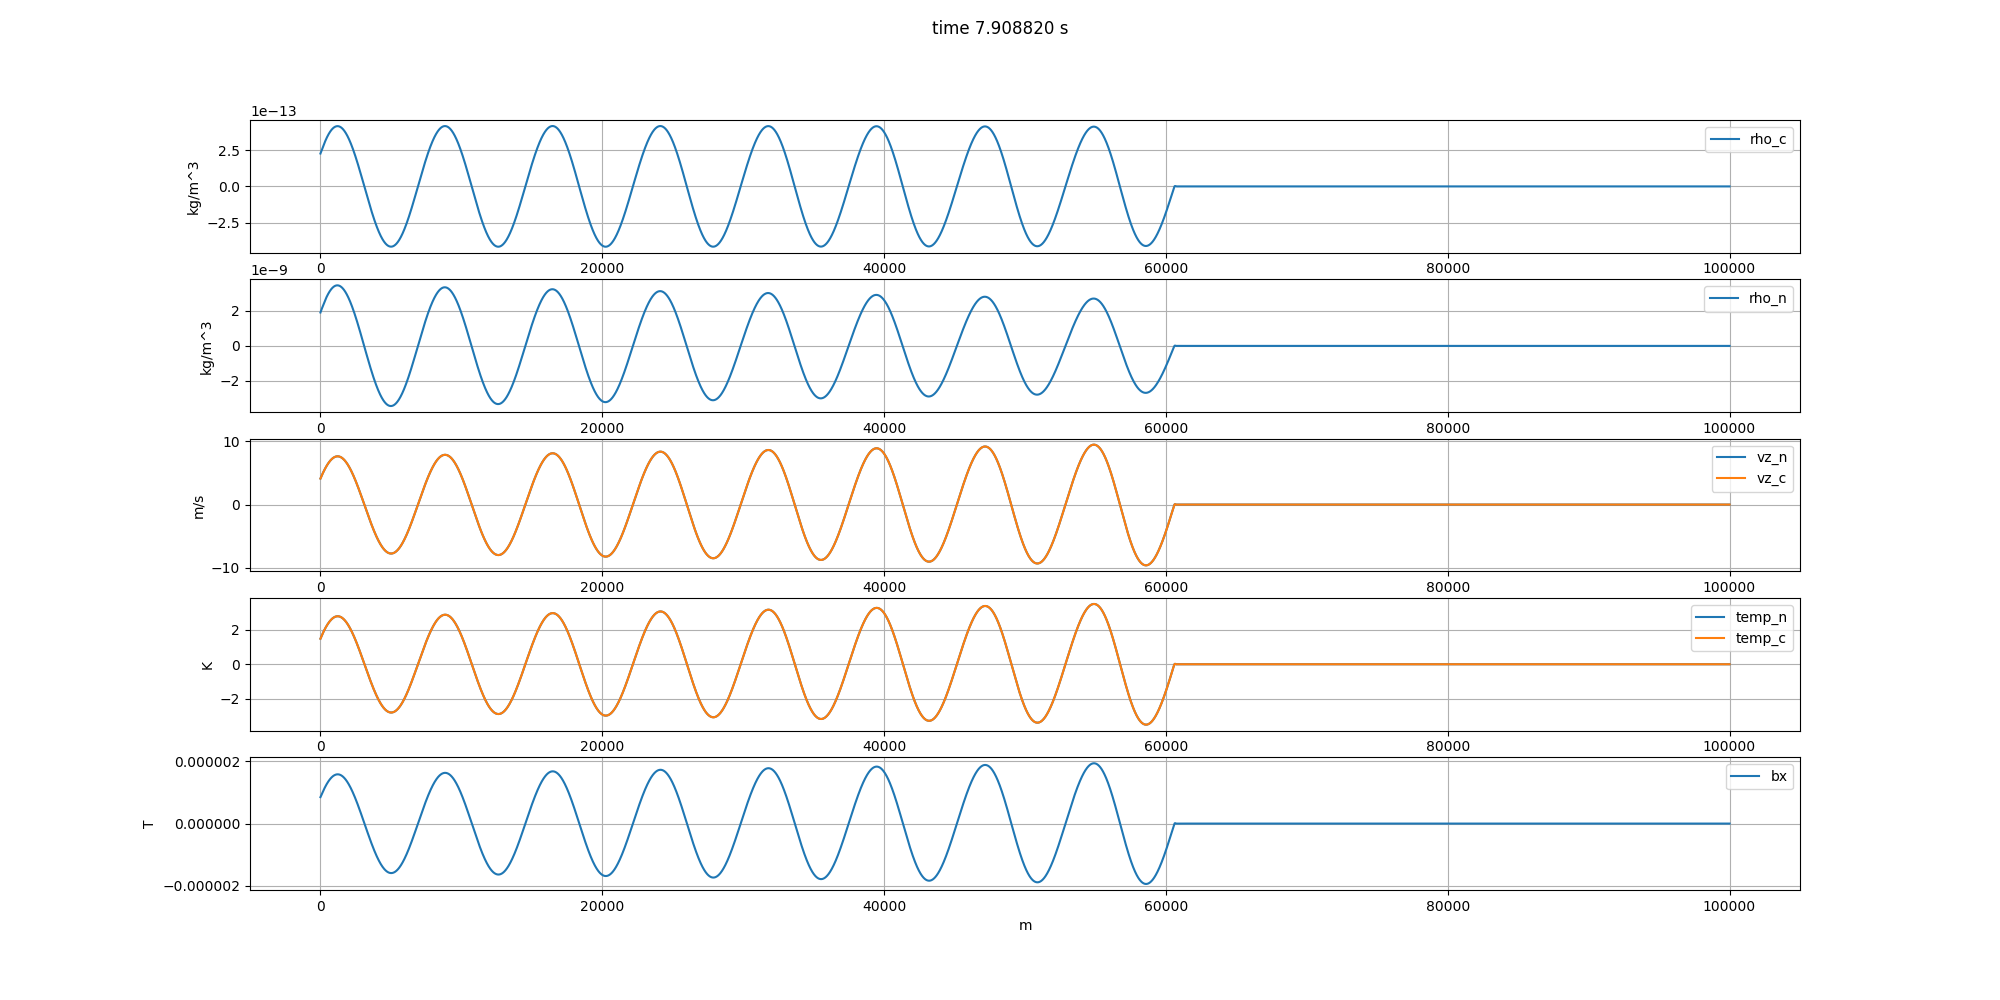 time 7.908820 s
1e−13
2.5
0.0
−2.5
kg/m^3
rho_c
0 20000 40000 60000 80000 100000
1e−9
2
0
−2
kg/m^3
rho_n
0 20000 40000 60000 80000 100000
10
0
−10
m/s
vz_n
vz_c
0 20000 40000 60000 80000 100000
2
0
−2
K
temp_n
temp_c
0 20000 40000 60000 80000 100000
0.000002
0.000000
−0.000002
T
bx
0 20000 40000 60000 80000 100000
m